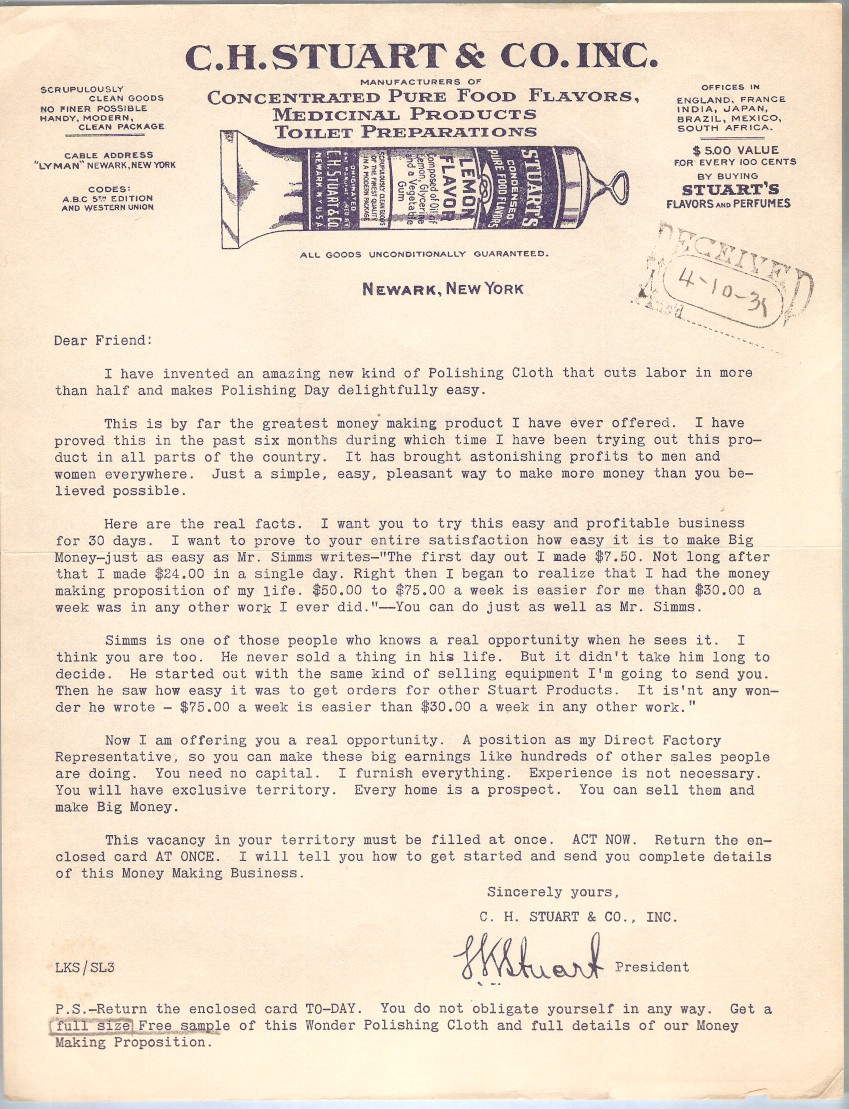 C.H. STUART & CO. INC.
MANUFACTURERS OF
CONCENTRATED PURE FOOD FLAVORS,
MEDICINAL PRODUCTS
TOILET PREPARATIONS
SCRUPULOUSLY
CLEAN GOODS
NO FINER POSSIBLE
HANDY, MODERN,
CLEAN PACKAGE
CABLE ADDRESS
"LYMAN" NEWARK, NEW YORK
CODES:
A.B.C 5TH EDITION
AND WESTERN UNION
OFFICES IN
ENGLAND, FRANCE
INDIA, JAPAN,
BRAZIL, MEXICO,
SOUTH AFRICA.
$5.00 VALUE
FOR EVERY 100 CENTS
BY BUYING
STUART'S
FLAVORS AND PERFUMES
STUART'S
CONDENSED
PURE FOOD FLAVORS
LEMON
FLAVOR
Composed of Oil of
Lemon, Glycerine
and a Vegetable
Gum
SCRUPULOUSLY CLEAN GOODS
OF THE FINEST QUALITY
IN A MODERN PACKAGE
ORIGINATED
C.H. STUART & CO.
NEWARK, N.Y. U.S.A.
ALL GOODS UNCONDITIONALLY GUARANTEED.
NEWARK, NEW YORK
RECEIVED
4-10-31
Ans'd
Dear Friend:
I have invented an amazing new kind of Polishing Cloth that cuts labor in more
than half and makes Polishing Day delightfully easy.
This is by far the greatest money making product I have ever offered. I have
proved this in the past six months during which time I have been trying out this pro-
duct in all parts of the country. It has brought astonishing profits to men and
women everywhere. Just a simple, easy, pleasant way to make more money than you be-
lieved possible.
Here are the real facts. I want you to try this easy and profitable business
for 30 days. I want to prove to your entire satisfaction how easy it is to make Big
Money—just as easy as Mr. Simms writes—"The first day out I made $7.50. Not long after
that I made $24.00 in a single day. Right then I began to realize that I had the money
making proposition of my life. $50.00 to $75.00 a week is easier for me than $30.00 a
week was in any other work I ever did."—You can do just as well as Mr. Simms.
Simms is one of those people who knows a real opportunity when he sees it. I
think you are too. He never sold a thing in his life. But it didn't take him long to
decide. He started out with the same kind of selling equipment I'm going to send you.
Then he saw how easy it was to get orders for other Stuart Products. It is'nt any won-
der he wrote — $75.00 a week is easier than $30.00 a week in any other work."
Now I am offering you a real opportunity. A position as my Direct Factory
Representative, so you can make these big earnings like hundreds of other sales people
are doing. You need no capital. I furnish everything. Experience is not necessary.
You will have exclusive territory. Every home is a prospect. You can sell them and
make Big Money.
This vacancy in your territory must be filled at once. ACT NOW. Return the en-
closed card AT ONCE. I will tell you how to get started and send you complete details
of this Money Making Business.
Sincerely yours,
C. H. STUART & CO., INC.
LKStuart President
LKS/SL3
P.S.—Return the enclosed card TO-DAY. You do not obligate yourself in any way. Get a
full size Free sample of this Wonder Polishing Cloth and full details of our Money
Making Proposition.